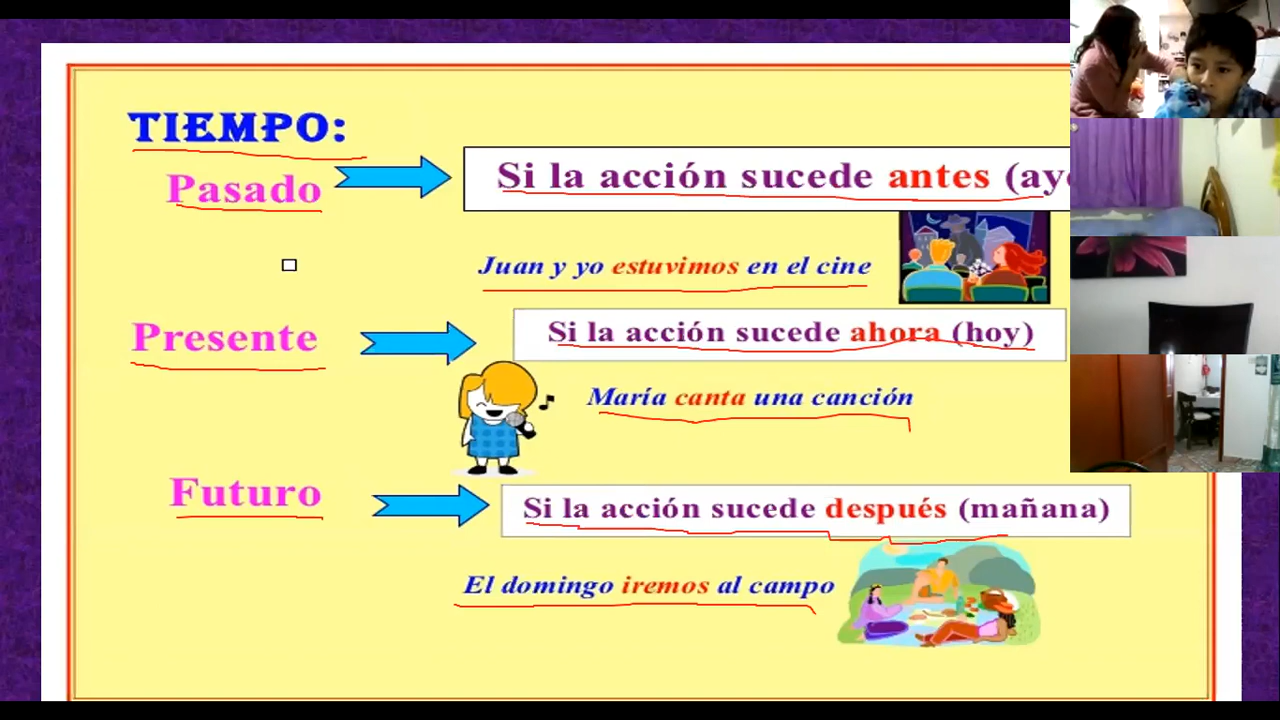 TIEMPO:
Pasado
Si la acción sucede antes
Juan y yo estuvimos en el cine
Presente
Si la acción sucede ahora (hoy)
María canta una canción
Futuro
Si la acción sucede después (mañana)
El domingo iremos al campo